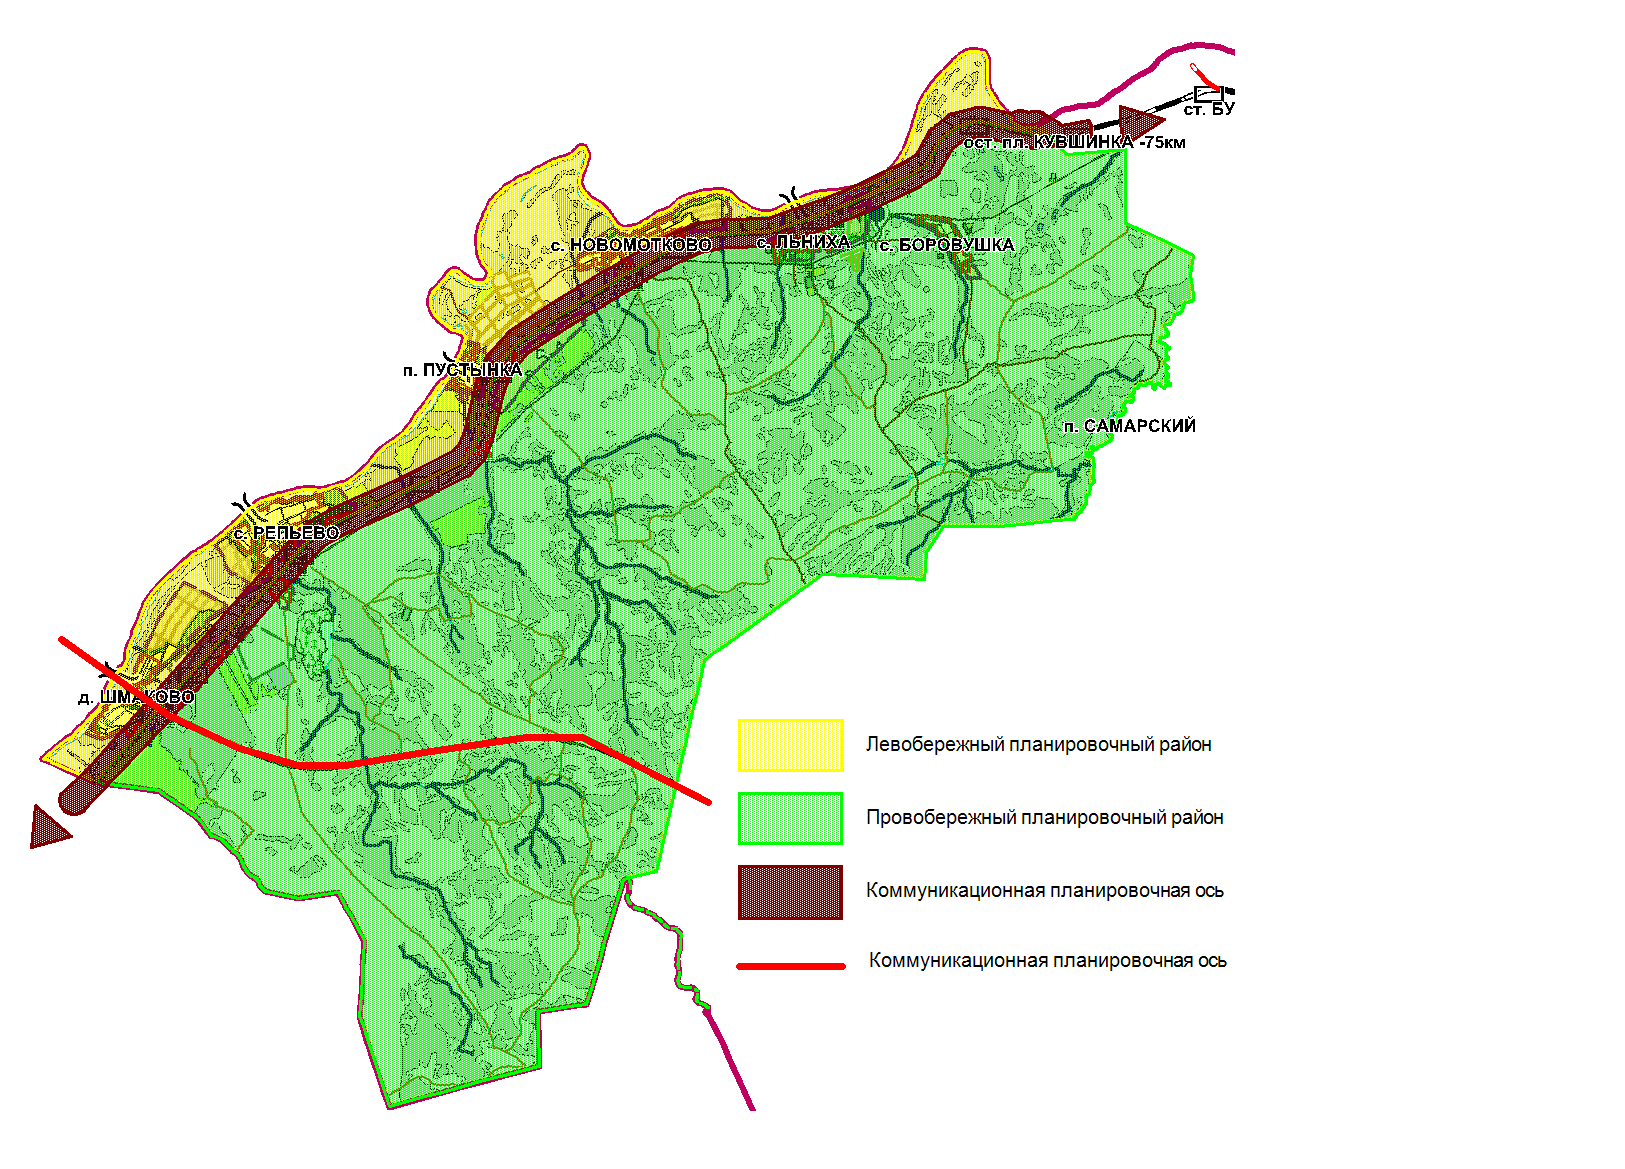 ст. БУ
ост. пл. КУВШИНКА -75км
с. НОВОМОТКОВО
с. ЛЬНИХА
с. БОРОВУШКА
п. ПУСТЫНКА
п. САМАРСКИЙ
с. РЕПЬЕВО
д. ШМАКОВО
Левобережный планировочный район
Провобережный планировочный район
Коммуникационная планировочная ось
Коммуникационная планировочная ось